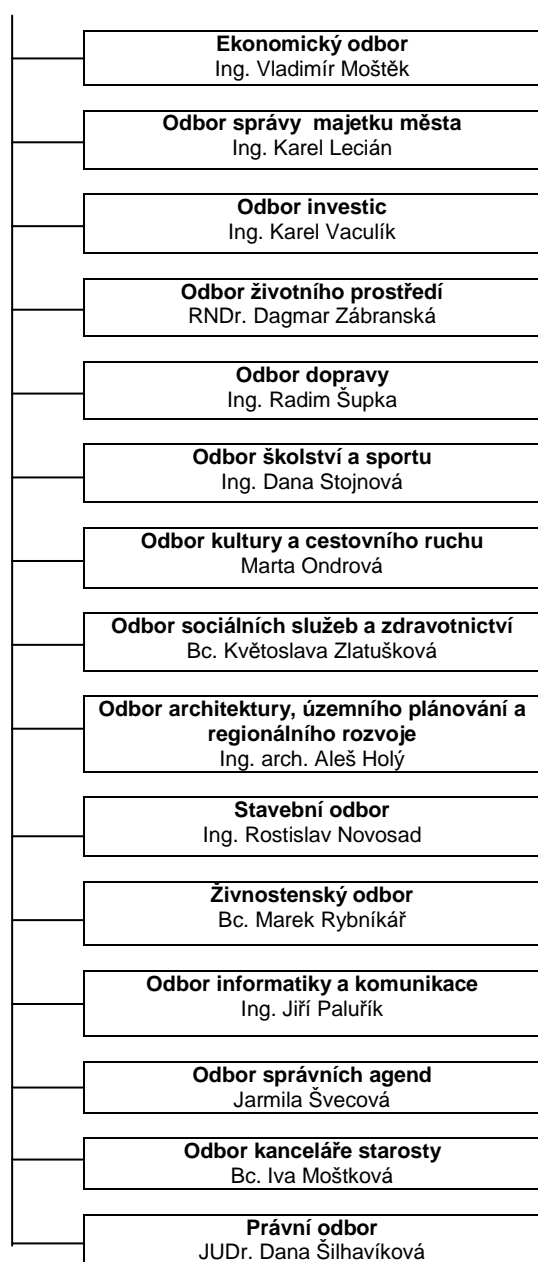 Ekonomický odbor
Ing. Vladimír Moštěk
Odbor správy majetku města
Ing. Karel Lecián
Odbor investic
Ing. Karel Vaculík
Odbor životního prostředí
RNDr. Dagmar Zábranská
Odbor dopravy
Ing. Radim Šupka
Odbor školství a sportu
Ing. Dana Stojnová
Odbor kultury a cestovního ruchu
Marta Ondrová
Odbor sociálních služeb a zdravotnictví
Bc. Květoslava Zlatušková
Odbor architektury, územního plánování a
regionálního rozvoje
Ing. arch. Aleš Holý
Stavební odbor
Ing. Rostislav Novosad
Živnostenský odbor
Bc. Marek Rybníkář
Odbor informatiky a komunikace
Ing. Jiří Paluřík
Odbor správních agend
Jarmila Švecová
Odbor kanceláře starosty
Bc. Iva Moštková
Právní odbor
JUDr. Dana Šilhavíková